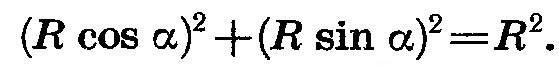 (R cos α)²+(R sin α)²=R².